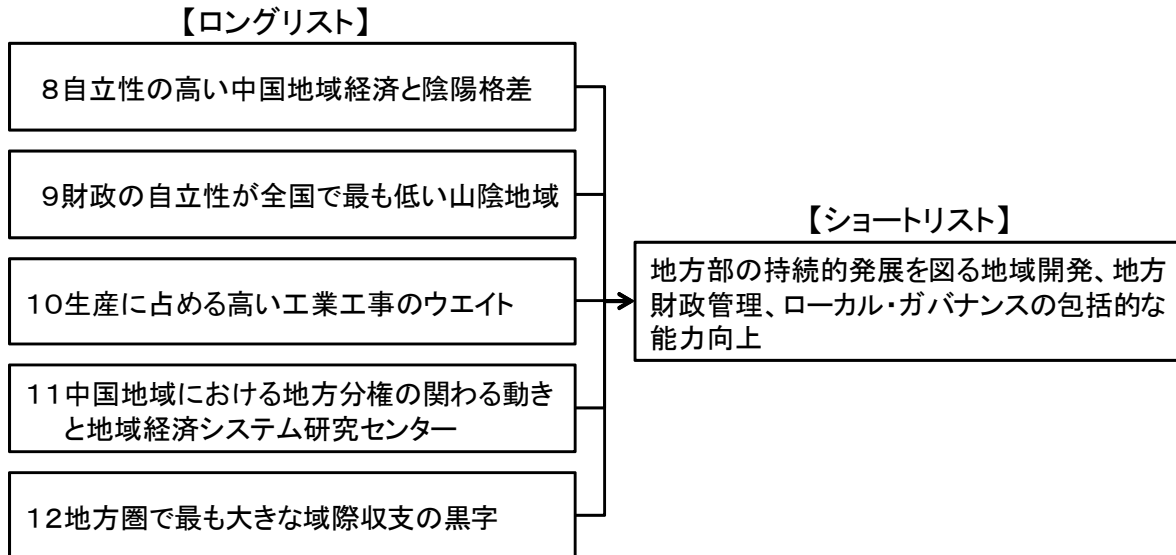 【ロングリスト】
8自立性の高い中国地域経済と陰陽格差
9財政の自立性が全国で最も低い山陰地域
10生産に占める高い工業工事のウエイト
11中国地域における地方分権の関わる動き
と地域経済システム研究センター
12地方圏で最も大きな域際収支の黒字
【ショートリスト】
地方部の持続的発展を図る地域開発、地方
財政管理、ローカル・ガバナンスの包括的な
能力向上